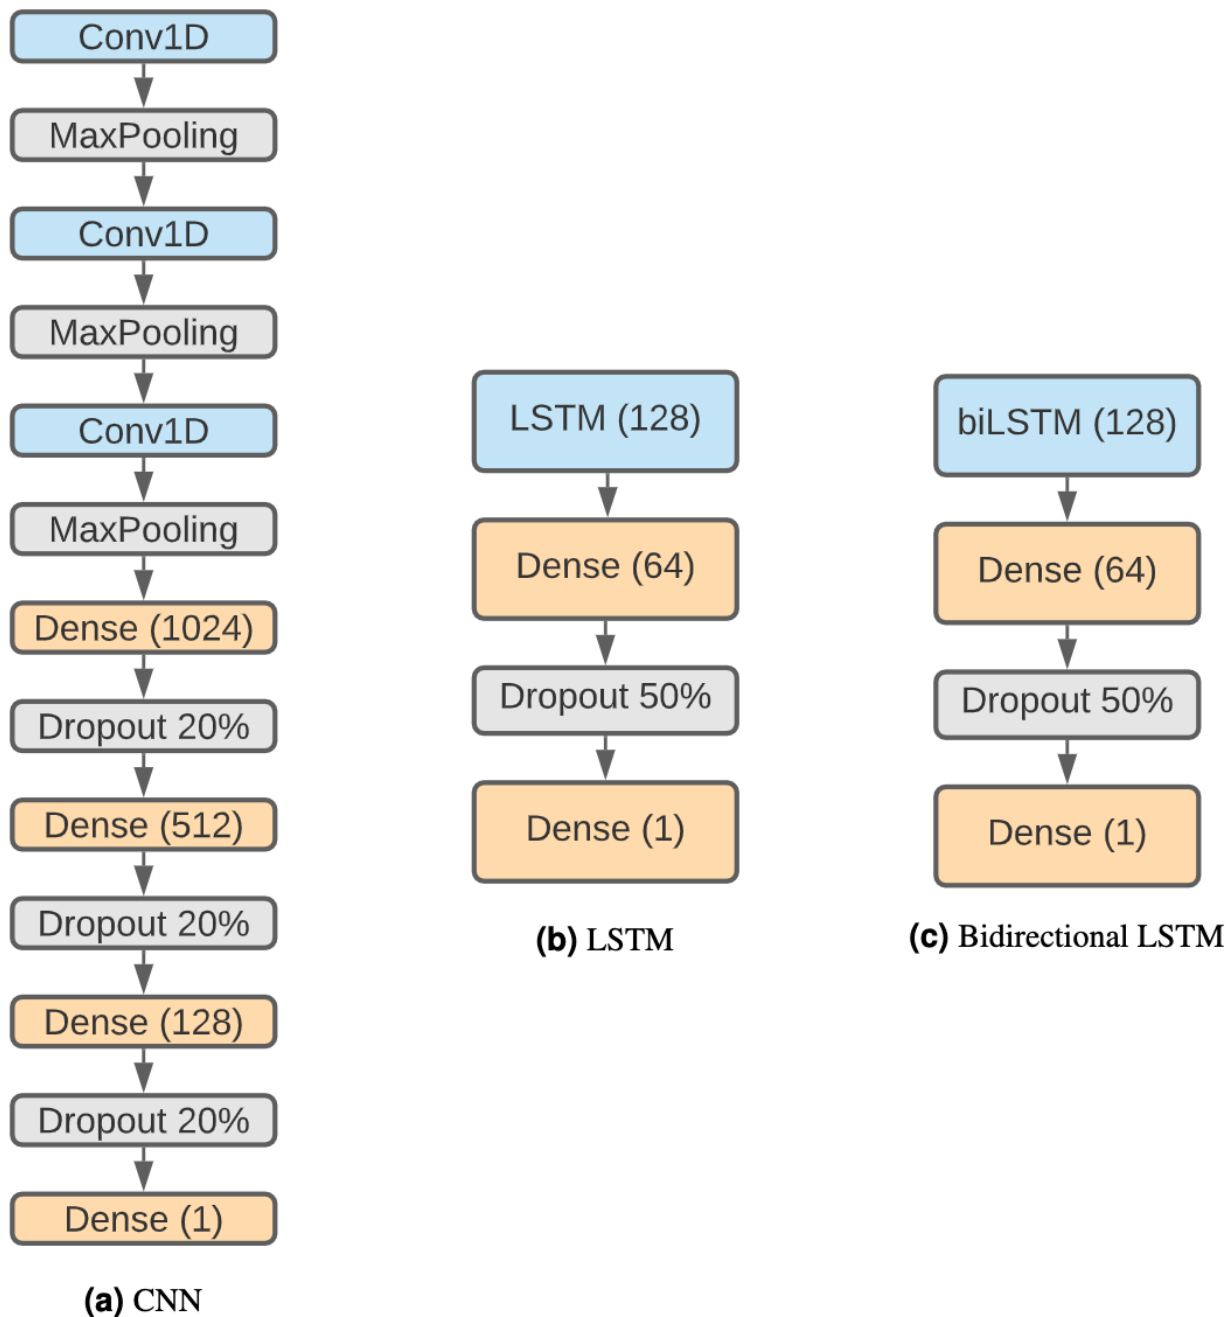 Conv1D
MaxPooling
Conv1D
MaxPooling
Conv1D
MaxPooling
Dense (1024)
Dropout 20%
Dense (512)
Dropout 20%
Dense (128)
Dropout 20%
Dense (1)
(a) CNN
LSTM (128)
Dense (64)
Dropout 50%
Dense (1)
(b) LSTM
biLSTM (128)
Dense (64)
Dropout 50%
Dense (1)
(c) Bidirectional LSTM